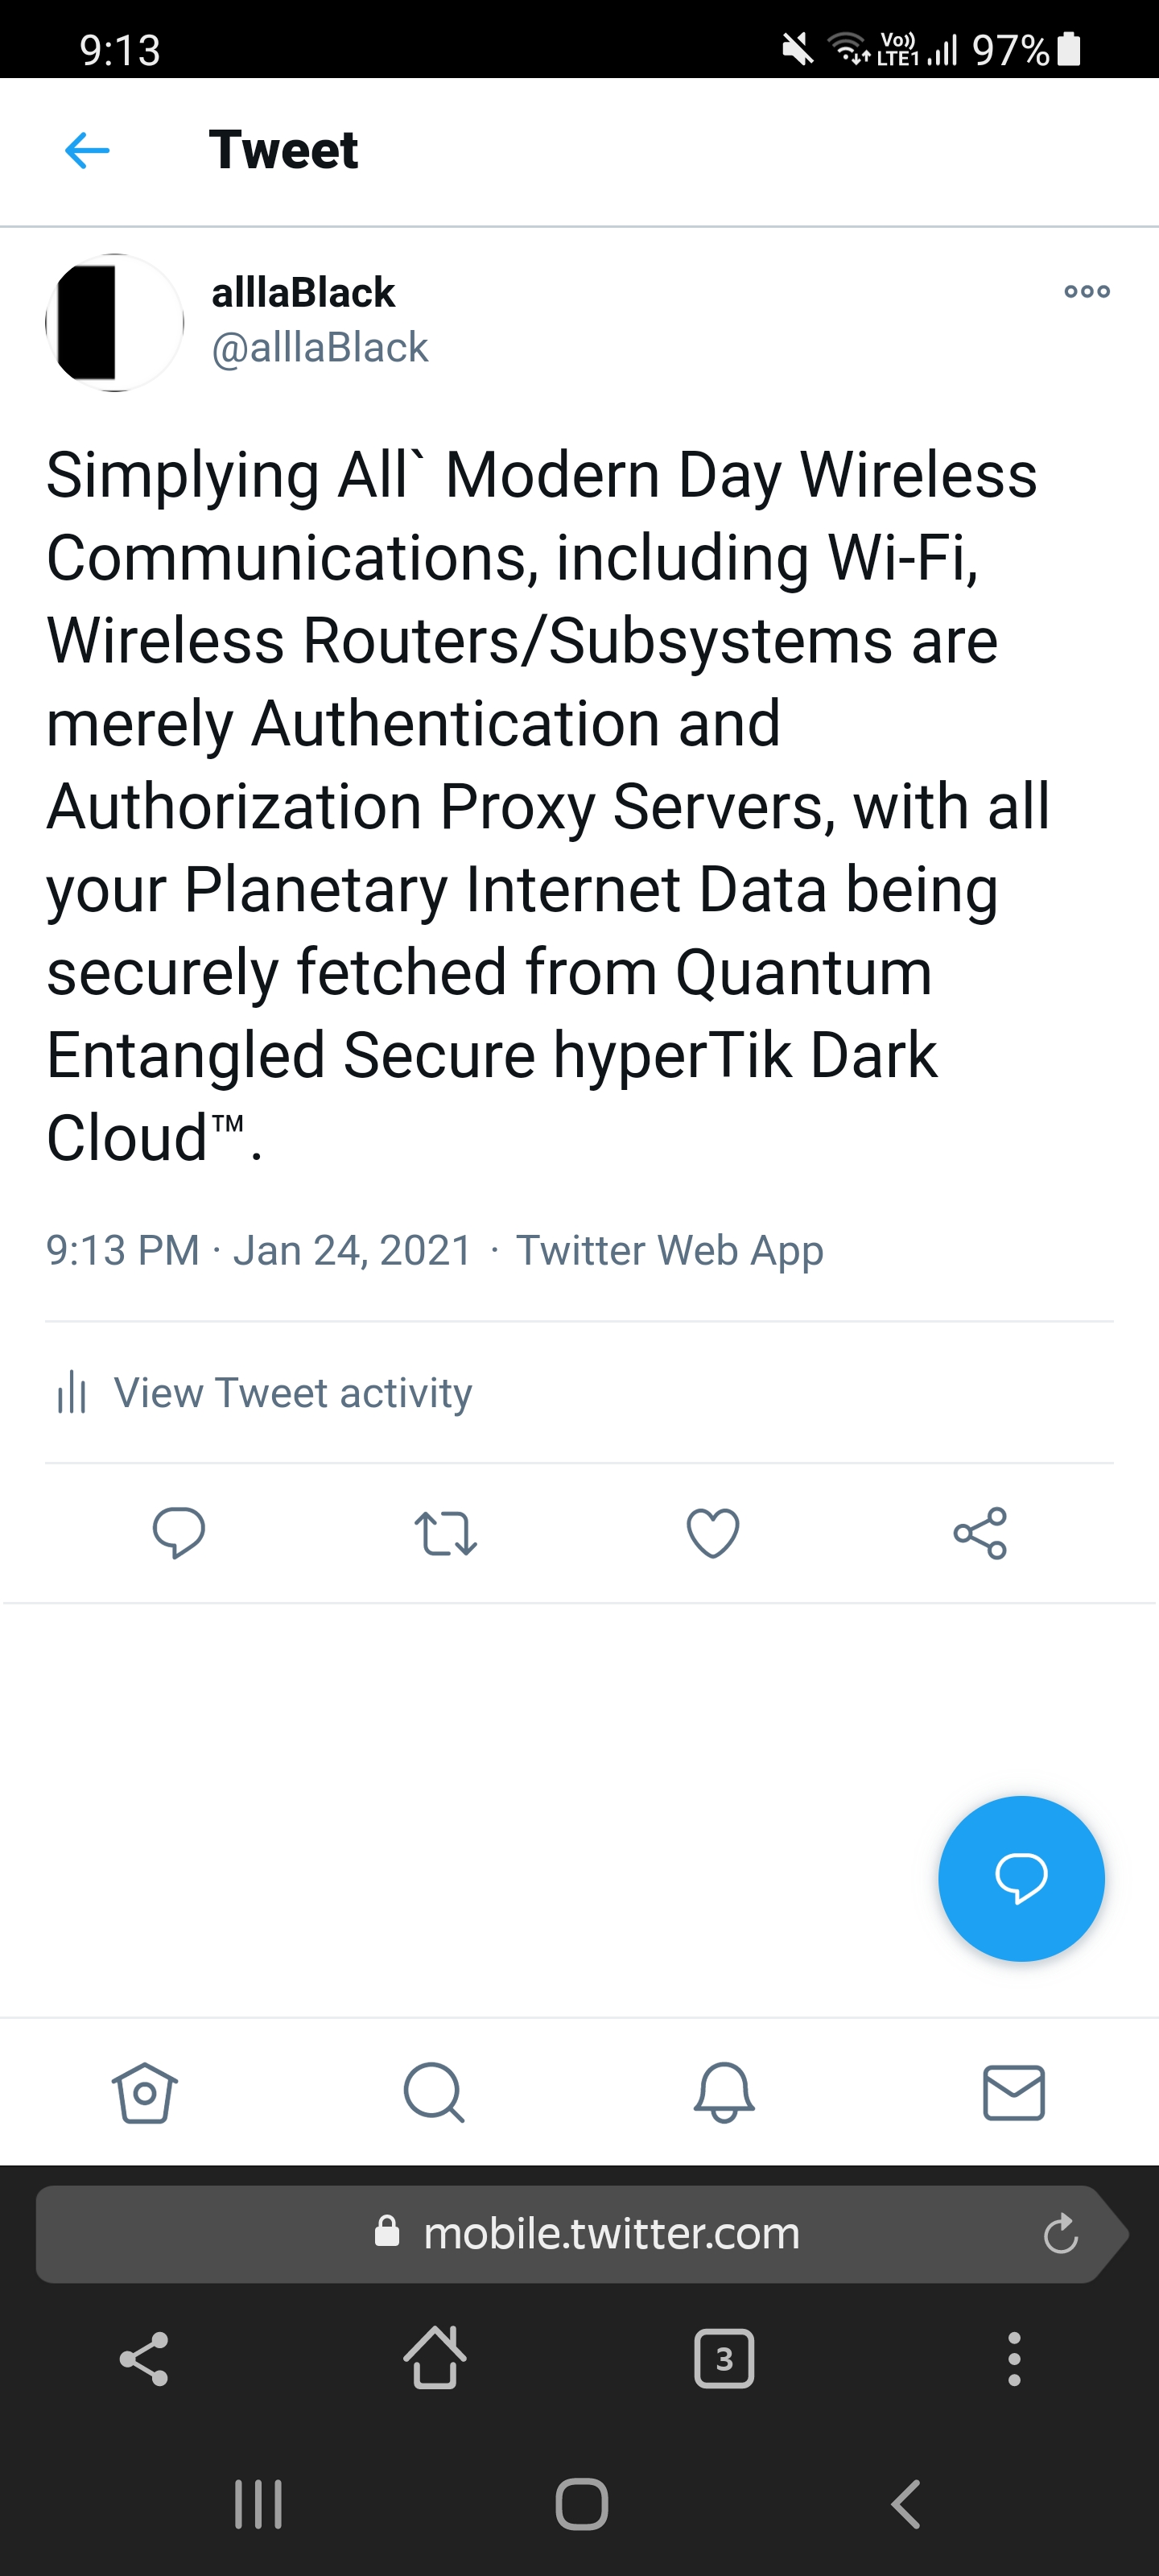 9:13
Vo)) LTE1 97%
Tweet
alllaBlack
@alllaBlack
Simplying All` Modern Day Wireless
Communications, including Wi-Fi,
Wireless Routers/Subsystems are
merely Authentication and
Authorization Proxy Servers, with all
your Planetary Internet Data being
securely fetched from Quantum
Entangled Secure hyperTik Dark
Cloud™.
9:13 PM · Jan 24, 2021 · Twitter Web App
View Tweet activity
mobile.twitter.com
3